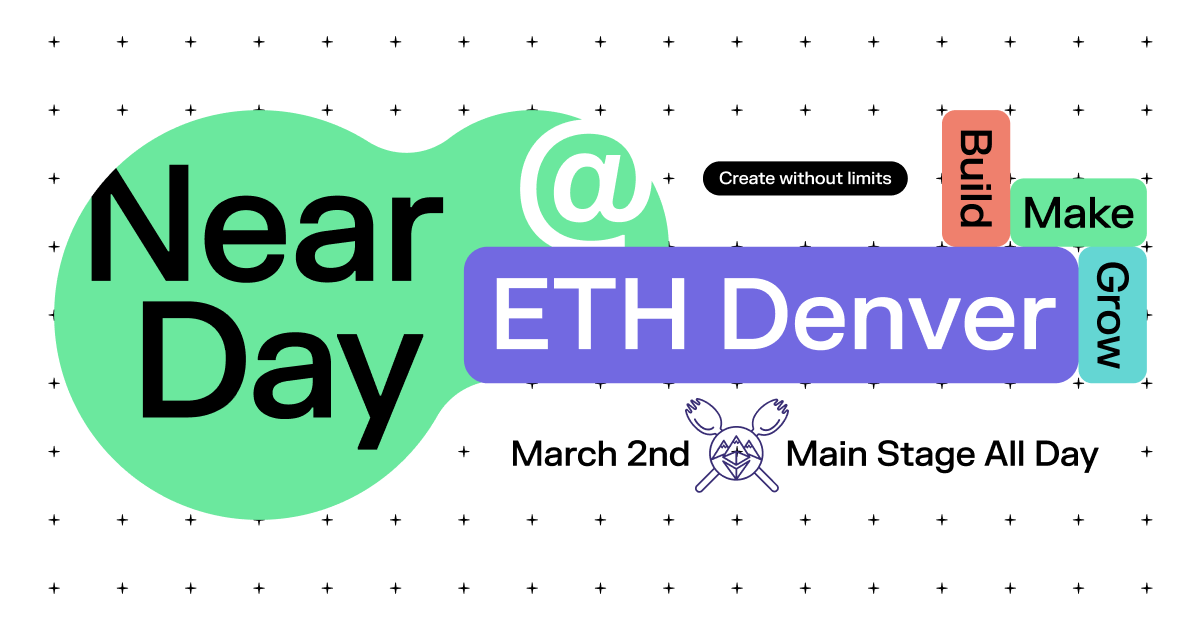 Near
Day
@
ETH Denver
Create without limits
Build
Make
Grow
March 2nd
Main Stage All Day